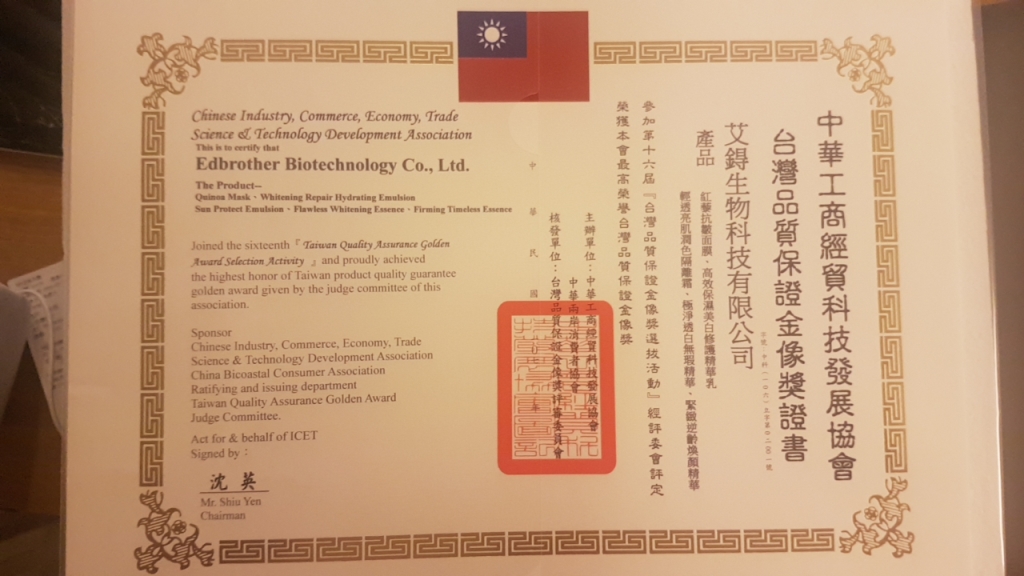 Chinese Industry, Commerce, Economy, Trade
Science & Technology Development Association
This is to certify that
Edbrother Biotechnology Co., Ltd.
The Product--
Quinoa Mask、Whitening Repair Hydrating Emulsion
Sun Protect Emulsion、Flawless Whitening Essence、Firming Timeless Essence
Joined the sixteenth『 Taiwan Quality Assurance Golden
Award Selection Activity 』and proudly achieved
the highest honor of Taiwan product quality guarantee
golden award given by the judge committee of this
association.
Sponsor
Chinese Industry, Commerce, Economy, Trade
Science & Technology Development Association
China Bicoastal Consumer Association
Ratifying and issuing department
Taiwan Quality Assurance Golden Award
Judge Committee.
Act for & behalf of ICET
Signed by：
沈英
Mr. Shiu Yen
Chairman
中華工商經貿科技發展協會
台灣品質保證金像獎證書
艾鍀生物科技有限公司
產品
紅藜抗皺面膜、高效保濕美白修護精華乳
輕透亮肌潤色隔離霜、極淨透白無瑕精華、緊緻逆齡煥顏精華
參加第十六屆『台灣品質保證金像獎選拔活動』經評委會評定
榮獲本會最高榮譽台灣品質保證金像獎
主辦單位：中華工商經貿科技發展協會
中華兩岸消費者協會
核發單位：台灣品質保證金像獎評審委員會
中華民國